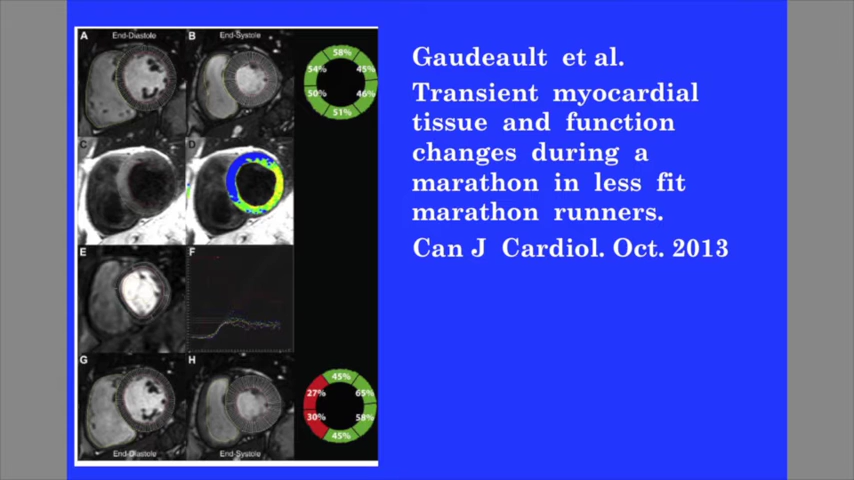 A End-Diastole
B End-Systole
58%
54% 45%
50% 46%
51%
C D
E F
G H
45%
27% 65%
30% 58%
45%
End-Diastole End-Systole
Gaudeault et al.
Transient myocardial
tissue and function
changes during a
marathon in less fit
marathon runners.
Can J Cardiol. Oct. 2013